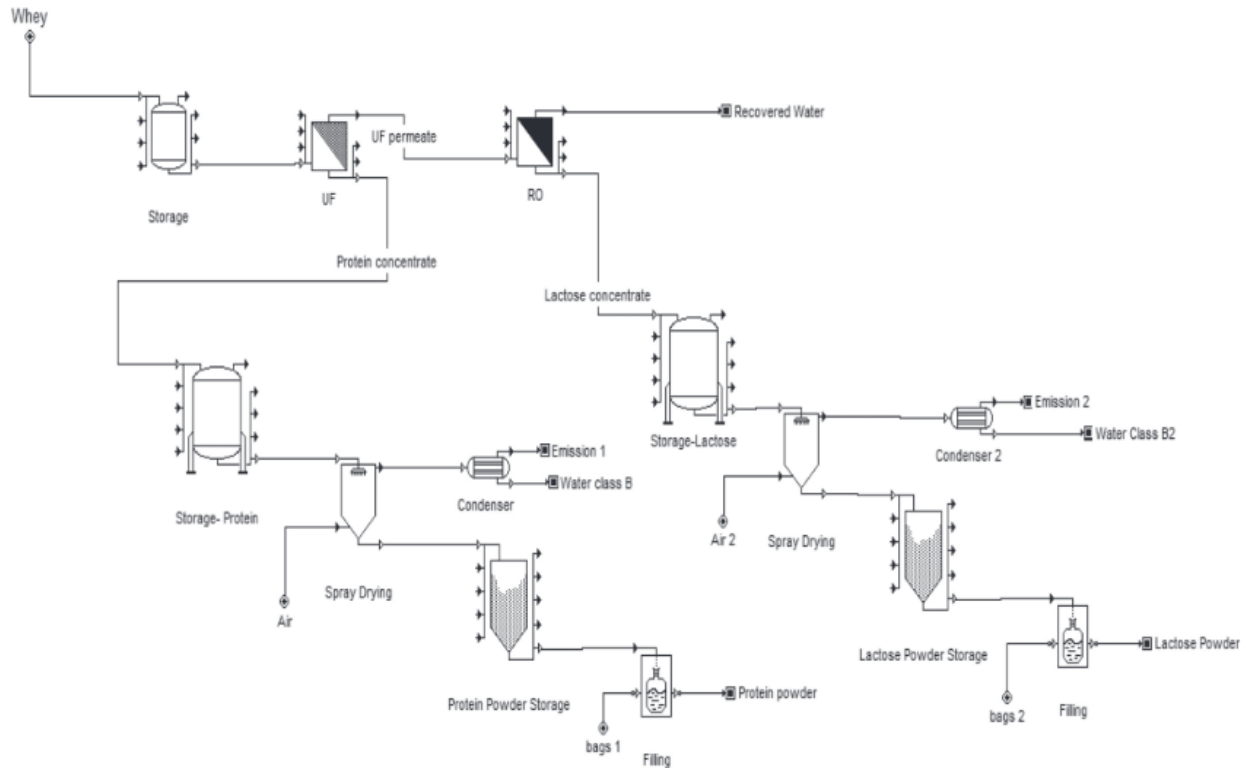 Whey
Recovered Water
UF permeate
Storage
UF
RO
Protein concentrate
Lactose concentrate
Emission 2
Water Class B2
Storage-Lactose
Condenser 2
Emission 1
Water class B
Condenser
Storage- Protein
Air 2
Spray Drying
Spray Drying
Air
Lactose Powder Storage
Lactose Powder
Protein Powder Storage
Protein powder
bags 2
Filling
bags 1
Filling